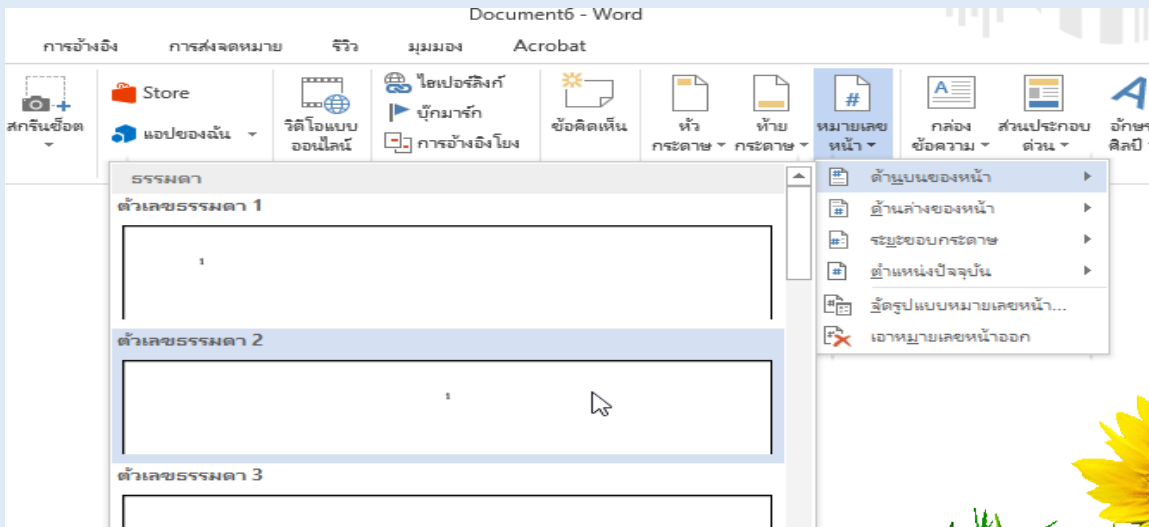 Document6 - Word
การอ้างอิง การส่งจดหมาย รีวิว มุมมอง Acrobat
สกรีนช็อต
Store
แอปของฉัน
วิดีโอแบบ
ออนไลน์
ไฮเปอร์ลิงก์
บุ๊กมาร์ก
การอ้างอิงโยง
ข้อคิดเห็น
หัว
กระดาษ
ท้าย
กระดาษ
หมายเลข
หน้า
กล่อง
ข้อความ
ส่วนประกอบ
ด่วน
อักษร
ศิลป์
ธรรมดา
ตัวเลขธรรมดา 1
1
ตัวเลขธรรมดา 2
1
ตัวเลขธรรมดา 3
ด้านบนของหน้า
ด้านล่างของหน้า
ระยะขอบกระดาษ
ตำแหน่งปัจจุบัน
จัดรูปแบบหมายเลขหน้า...
เอาหมายเลขหน้าออก